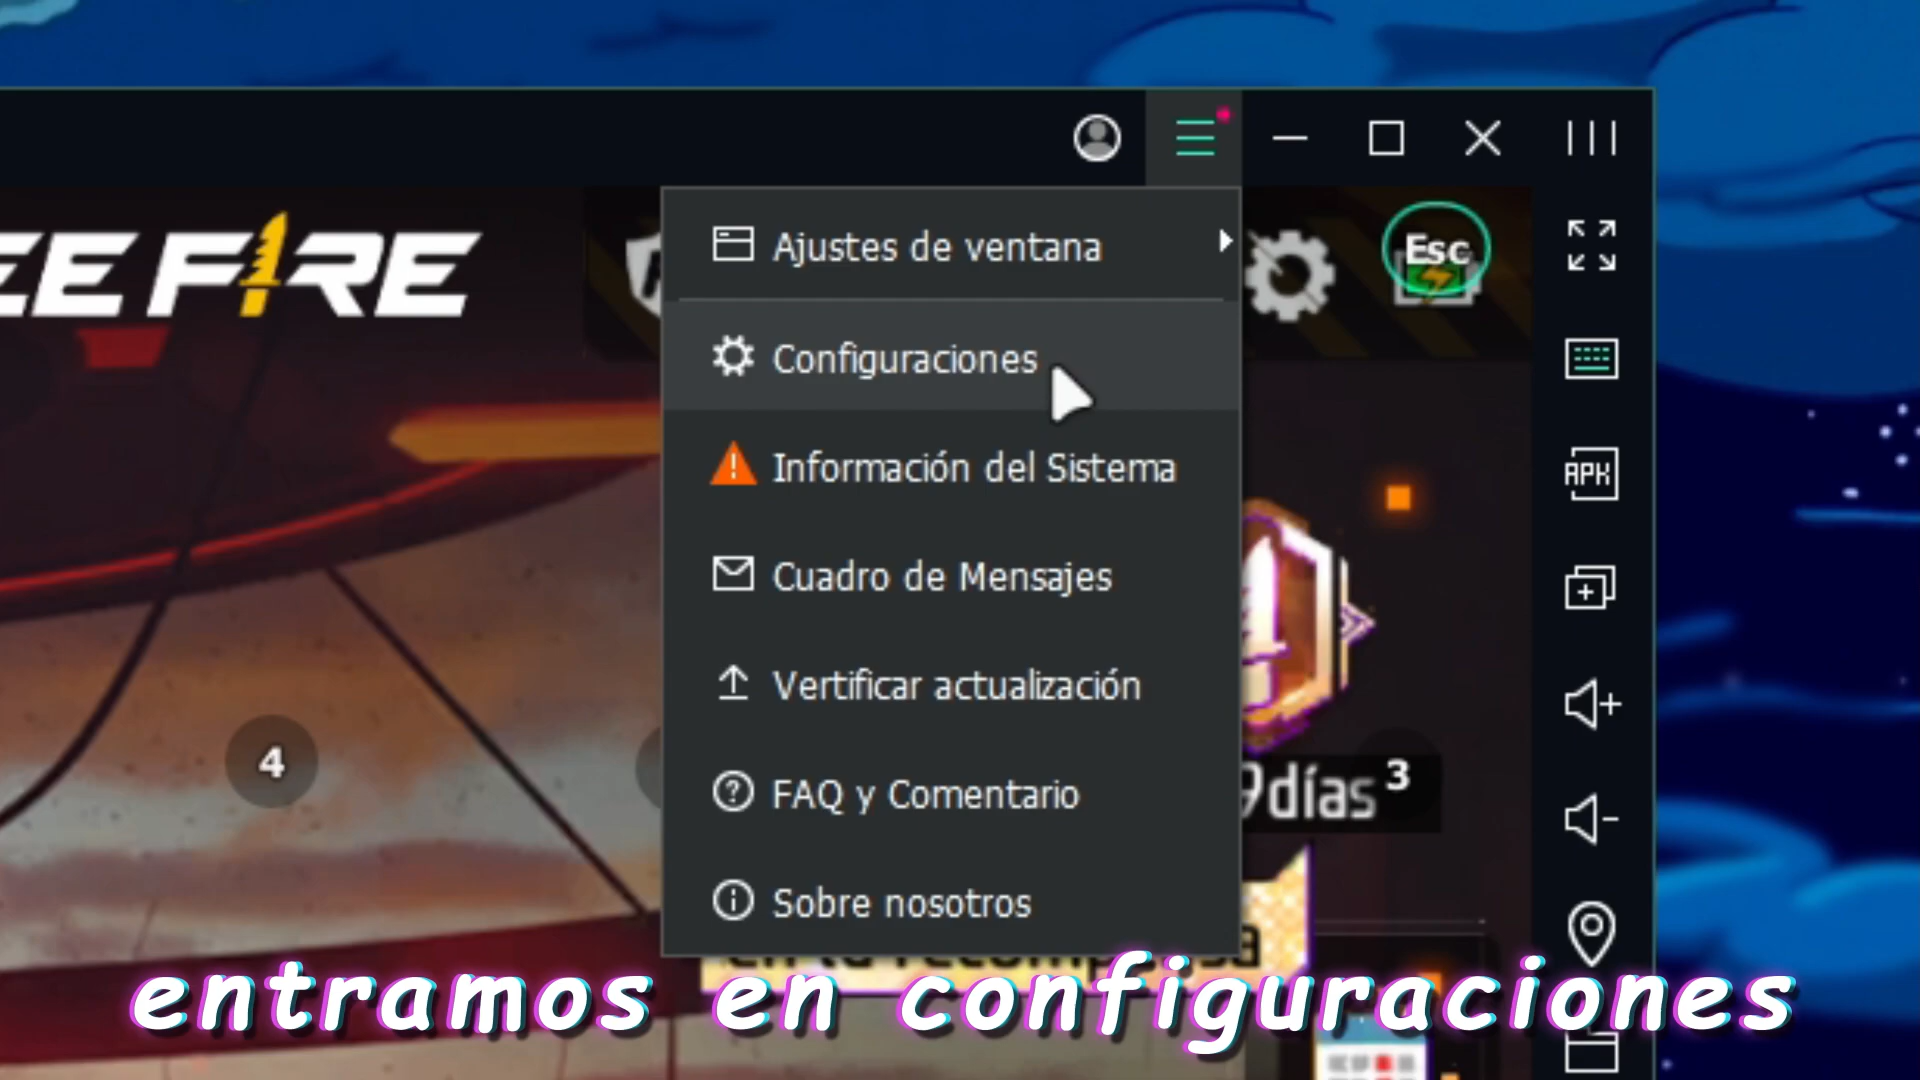 EE FIRE
Ajustes de ventana
Esc
Configuraciones
Información del Sistema
APK
Cuadro de Mensajes
Vertificar actualización
4
FAQ y Comentario
9días 3
Sobre nosotros
entramos en configuraciones